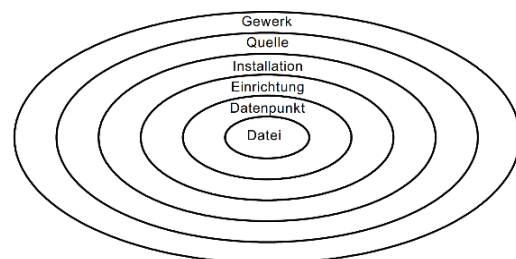 Gewerk
Quelle
Installation
Einrichtung
Datenpunkt
Datei